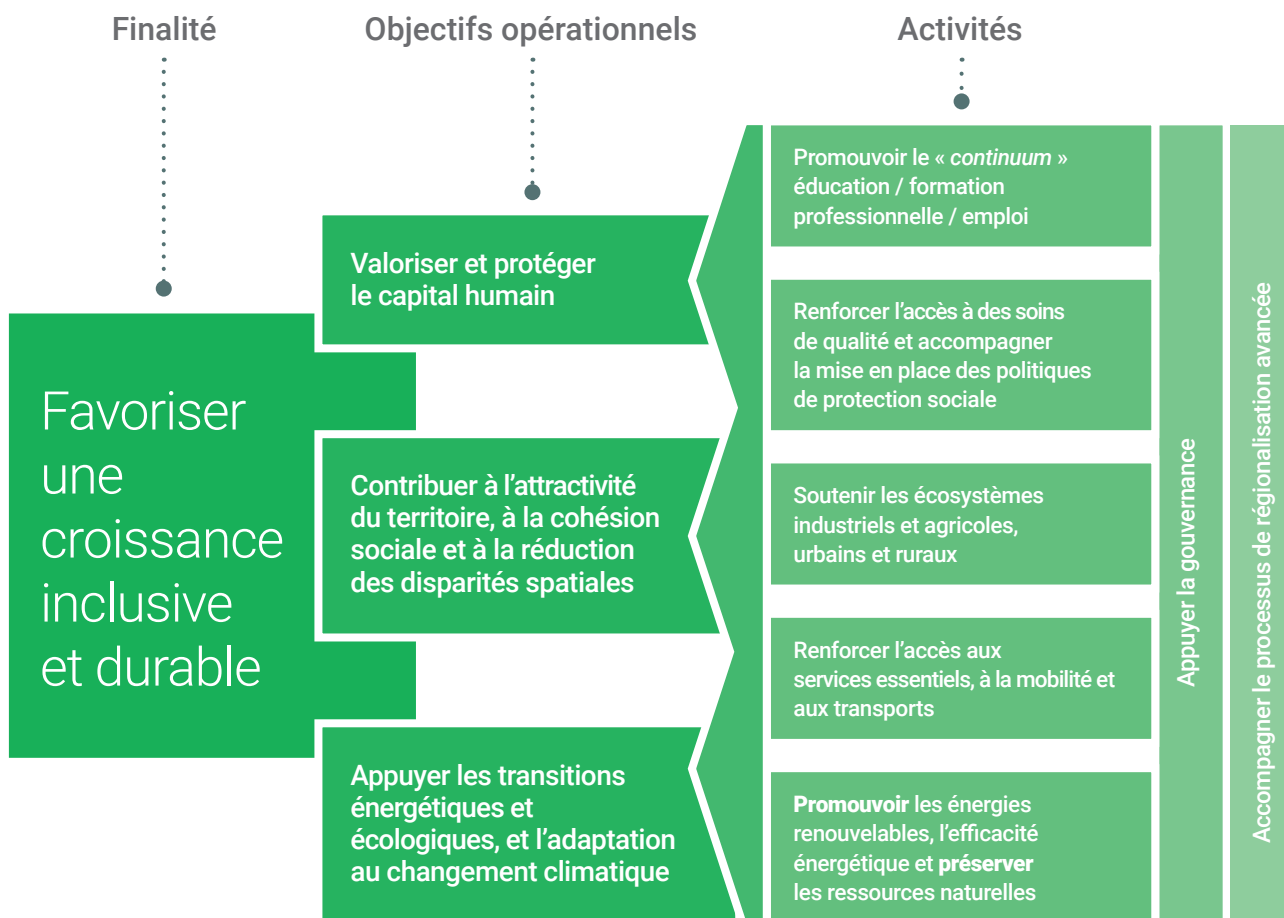 Finalité
Objectifs opérationnels
Activités
Favoriser
une
croissance
inclusive
et durable
Valoriser et protéger
le capital humain
Contribuer à l’attractivité
du territoire, à la cohésion
sociale et à la réduction
des disparités spatiales
Appuyer les transitions
énergétiques et
écologiques, et l’adaptation
au changement climatique
Promouvoir le « continuum »
éducation / formation
professionnelle / emploi
Renforcer l’accès à des soins
de qualité et accompagner
la mise en place des politiques
de protection sociale
Soutenir les écosystèmes
industriels et agricoles,
urbains et ruraux
Renforcer l’accès aux
services essentiels, à la mobilité et
aux transports
Promouvoir les énergies
renouvelables, l’efficacité
énergétique et préserver
les ressources naturelles
Appuyer la gouvernance
Accompagner le processus de régionalisation avancée